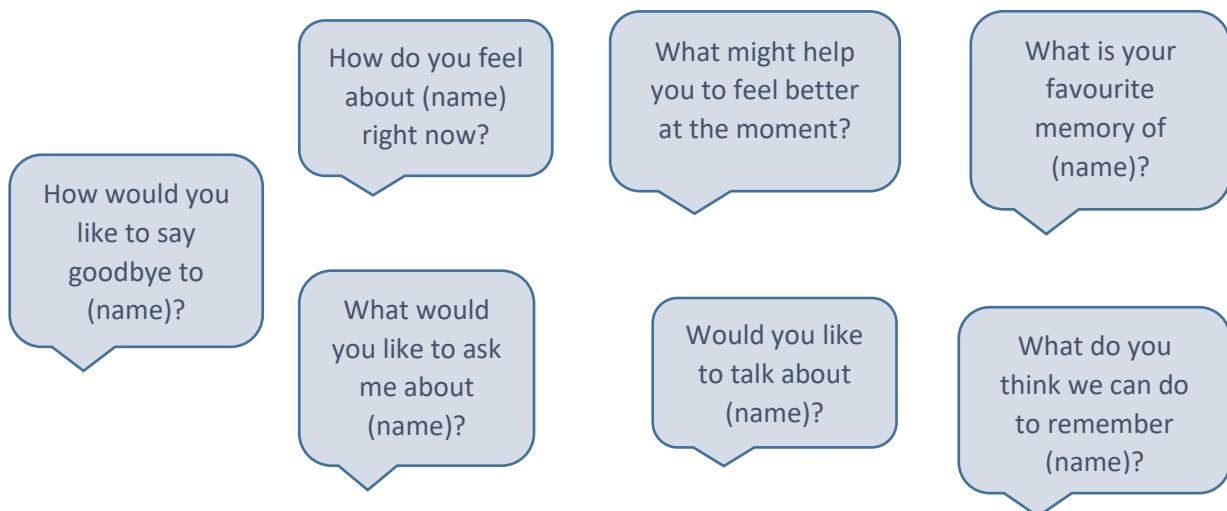 How do you feel
about (name)
right now?
What might help
you to feel better
at the moment?
What is your
favourite
memory of
(name)?
How would you
like to say
goodbye to
(name)?
What would
you like to ask
me about
(name)?
Would you like
to talk about
(name)?
What do you
think we can do
to remember
(name)?